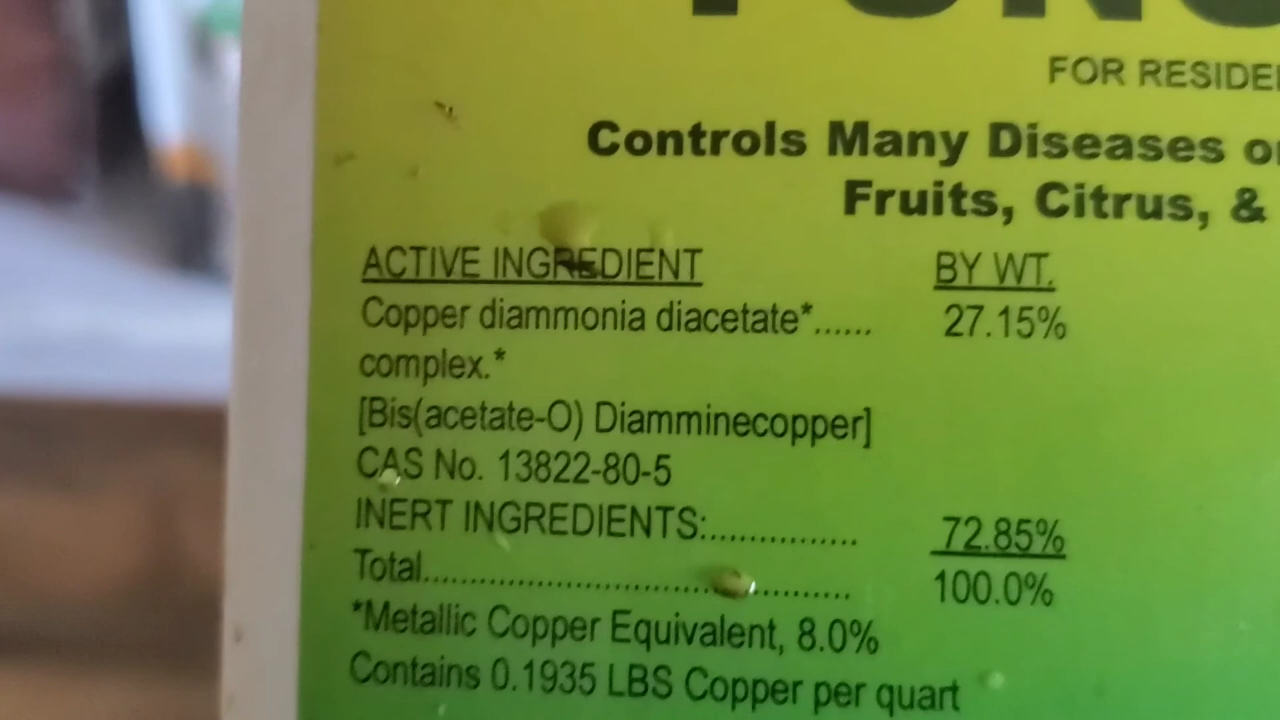 FOR RESIDE
Controls Many Diseases o
Fruits, Citrus, &
ACTIVE INGREDIENT BY WT.
Copper diammonia diacetate*...... 27.15%
complex.*
[Bis(acetate-O) Diamminecopper]
CAS No. 13822-80-5
INERT INGREDIENTS:................ 72.85%
Total............................................... 100.0%
*Metallic Copper Equivalent, 8.0%
Contains 0.1935 LBS Copper per quart